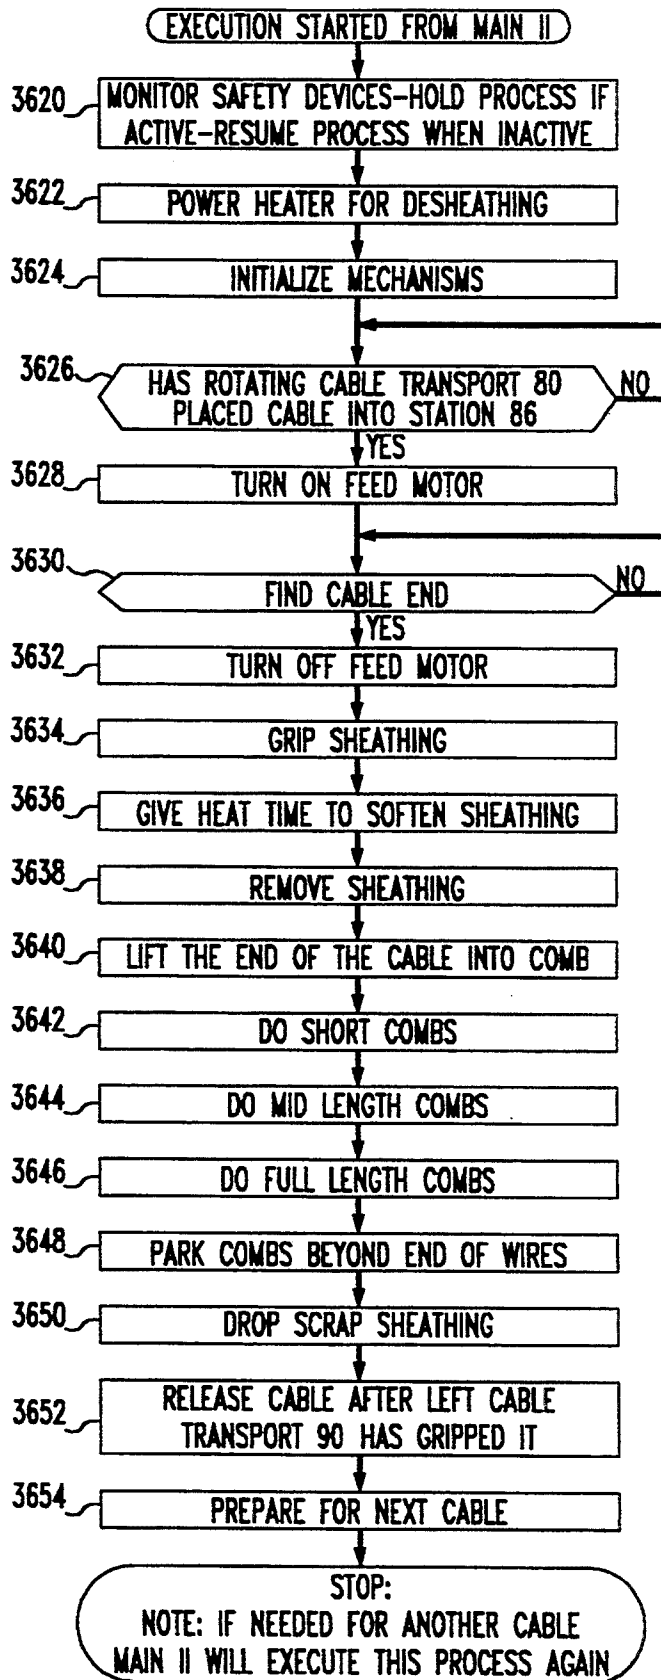 EXECUTION STARTED FROM MAIN II
3620
MONITOR SAFETY DEVICES-HOLD PROCESS IF
ACTIVE-RESUME PROCESS WHEN INACTIVE
3622
POWER HEATER FOR DESHEATHING
3624
INITIALIZE MECHANISMS
3626
HAS ROTATING CABLE TRANSPORT 80
PLACED CABLE INTO STATION 86
NO
YES
3628
TURN ON FEED MOTOR
3630
FIND CABLE END
NO
YES
3632
TURN OFF FEED MOTOR
3634
GRIP SHEATHING
3636
GIVE HEAT TIME TO SOFTEN SHEATHING
3638
REMOVE SHEATHING
3640
LIFT THE END OF THE CABLE INTO COMB
3642
DO SHORT COMBS
3644
DO MID LENGTH COMBS
3646
DO FULL LENGTH COMBS
3648
PARK COMBS BEYOND END OF WIRES
3650
DROP SCRAP SHEATHING
3652
RELEASE CABLE AFTER LEFT CABLE
TRANSPORT 90 HAS GRIPPED IT
3654
PREPARE FOR NEXT CABLE
STOP:
NOTE: IF NEEDED FOR ANOTHER CABLE
MAIN II WILL EXECUTE THIS PROCESS AGAIN